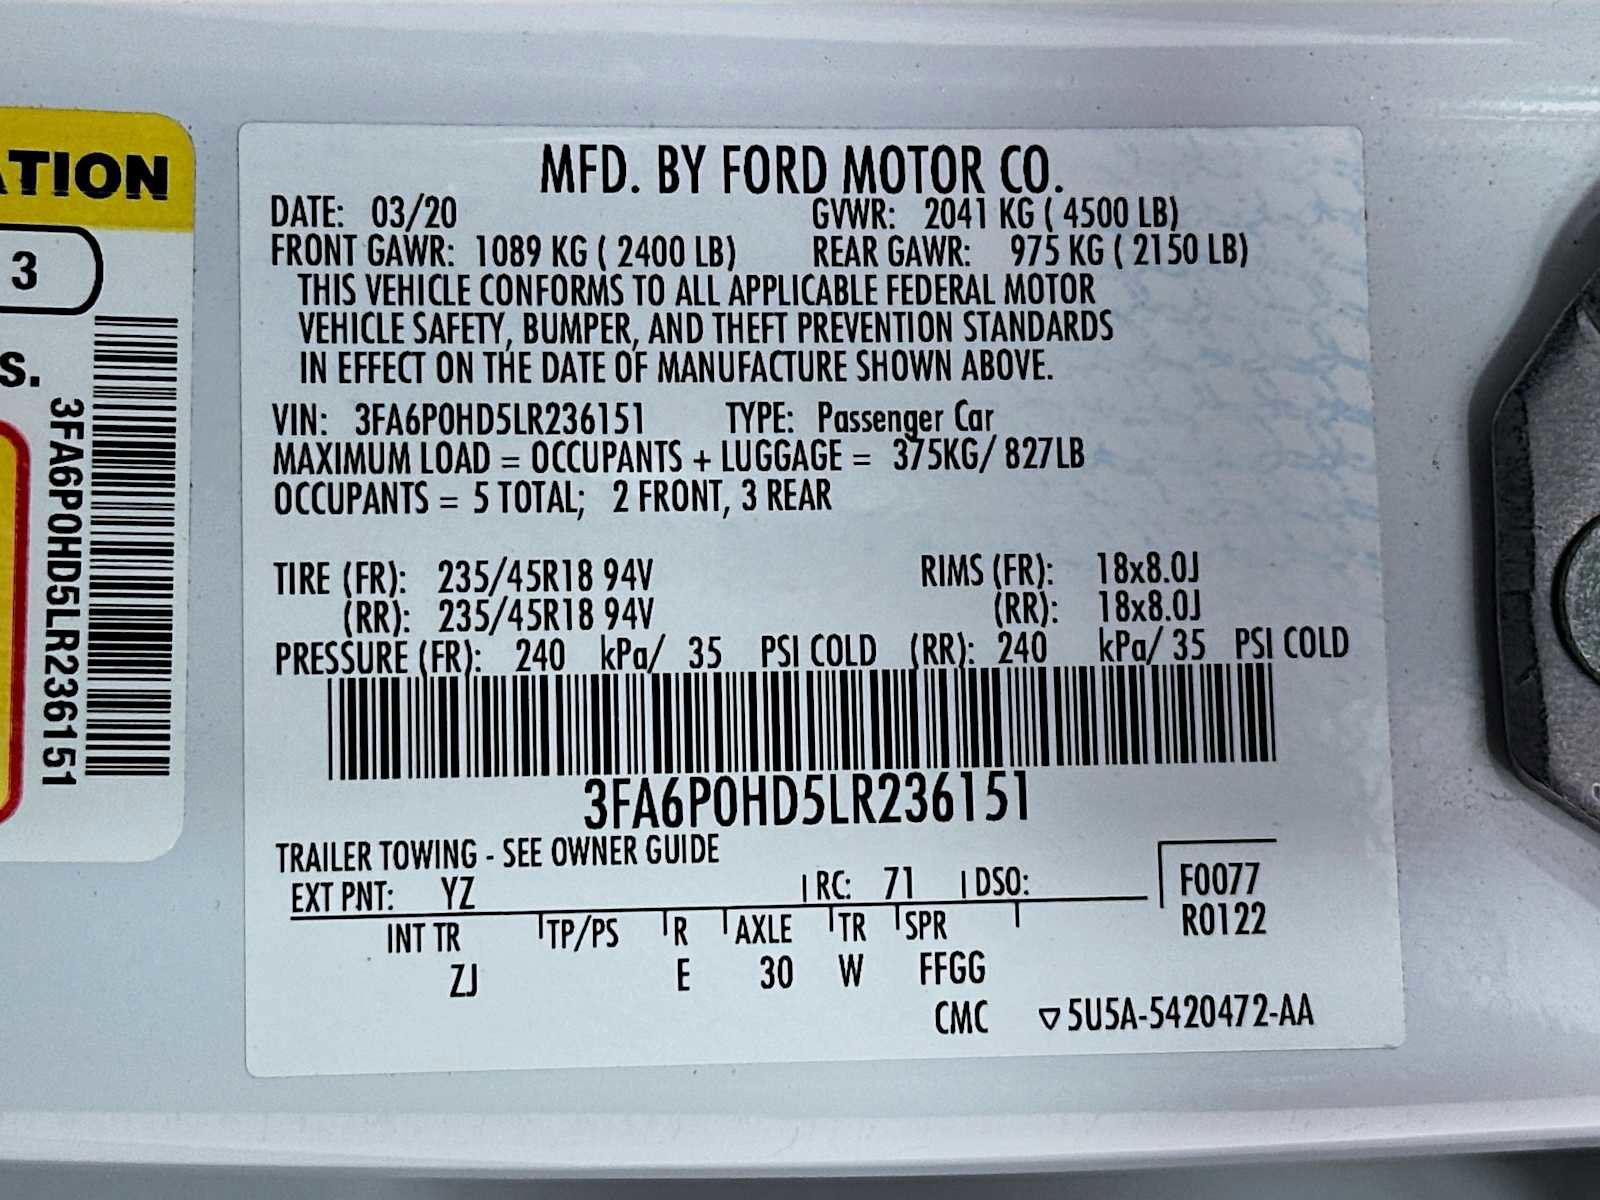 ATION
3
S.
3FA6P0HD5LR236151
MFD. BY FORD MOTOR CO.
DATE: 03/20 GVWR: 2041 KG ( 4500 LB)
FRONT GAWR: 1089 KG ( 2400 LB) REAR GAWR: 975 KG ( 2150 LB)
THIS VEHICLE CONFORMS TO ALL APPLICABLE FEDERAL MOTOR
VEHICLE SAFETY, BUMPER, AND THEFT PREVENTION STANDARDS
IN EFFECT ON THE DATE OF MANUFACTURE SHOWN ABOVE.
VIN: 3FA6P0HD5LR236151 TYPE: Passenger Car
MAXIMUM LOAD = OCCUPANTS + LUGGAGE = 375KG/ 827LB
OCCUPANTS = 5 TOTAL; 2 FRONT, 3 REAR
TIRE (FR): 235/45R18 94V RIMS (FR): 18x8.0J
(RR): 235/45R18 94V (RR): 18x8.0J
PRESSURE (FR): 240 kPa/ 35 PSI COLD (RR): 240 kPa/ 35 PSI COLD
3FA6P0HD5LR236151
TRAILER TOWING - SEE OWNER GUIDE
EXT PNT: YZ RC: 71 DSO: F0077
R0122
INT TR TP/PS R AXLE TR SPR
ZJ E 30 W FFGG
CMC ▽5U5A-5420472-AA